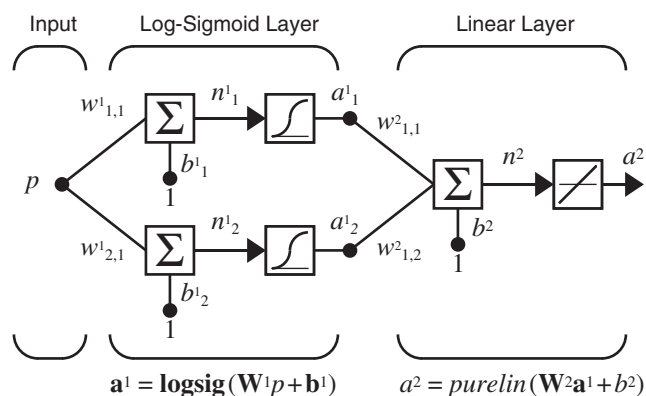 Input Log-Sigmoid Layer Linear Layer
w¹₁,₁ Σ n¹₁ a¹₁ w²₁,₁
b¹₁
1
p Σ n² a²
w¹₂,₁ Σ n¹₂ a¹₂ w²₁,₂ b²
1
b¹₂
1
a¹ = logsig(W¹p+b¹) a² = purelin(W²a¹+b²)